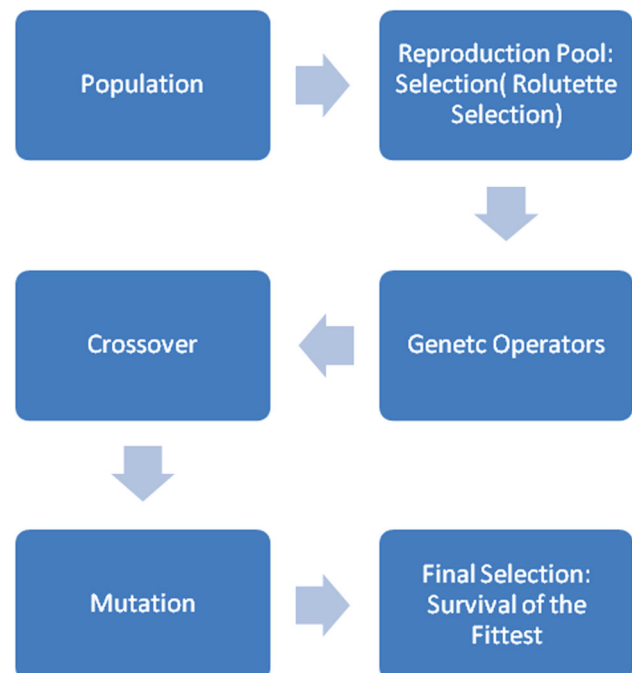 Population
Reproduction Pool:
Selection( Rolutette
Selection)
Genetc Operators
Crossover
Mutation
Final Selection:
Survival of the
Fittest